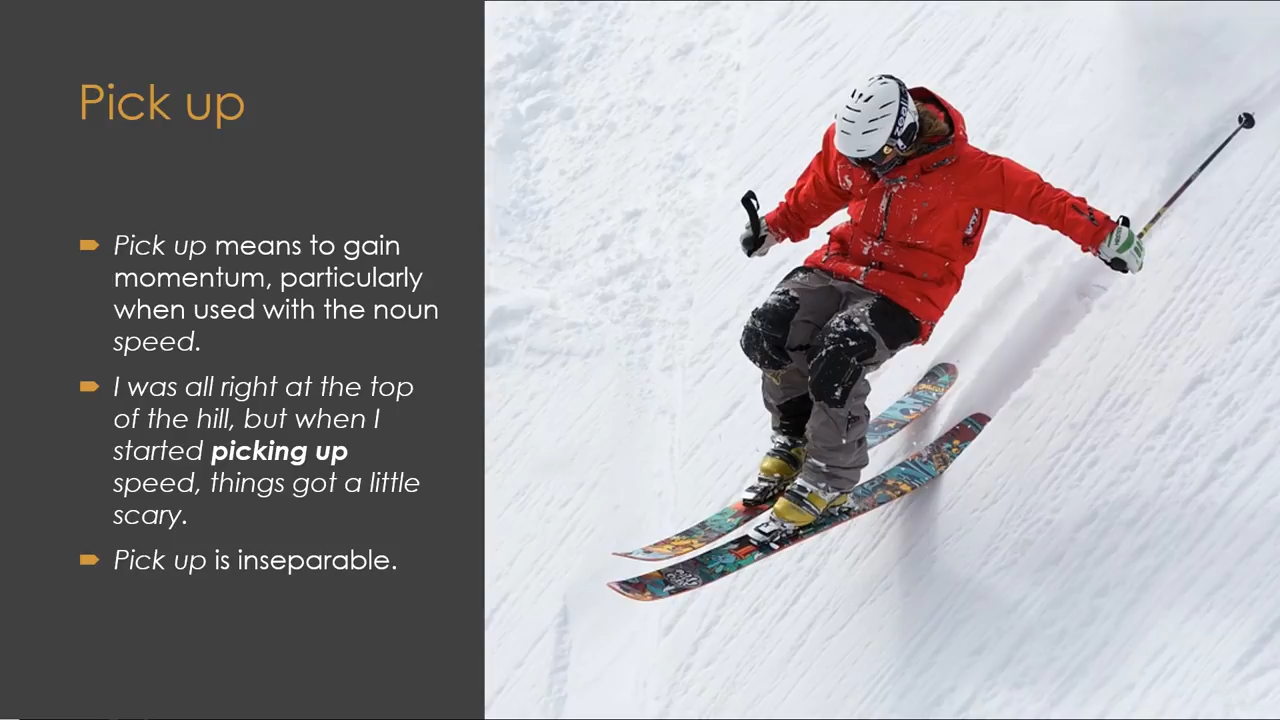 Pick up
Pick up means to gain
momentum, particularly
when used with the noun
speed.
I was all right at the top
of the hill, but when I
started picking up
speed, things got a little
scary.
Pick up is inseparable.